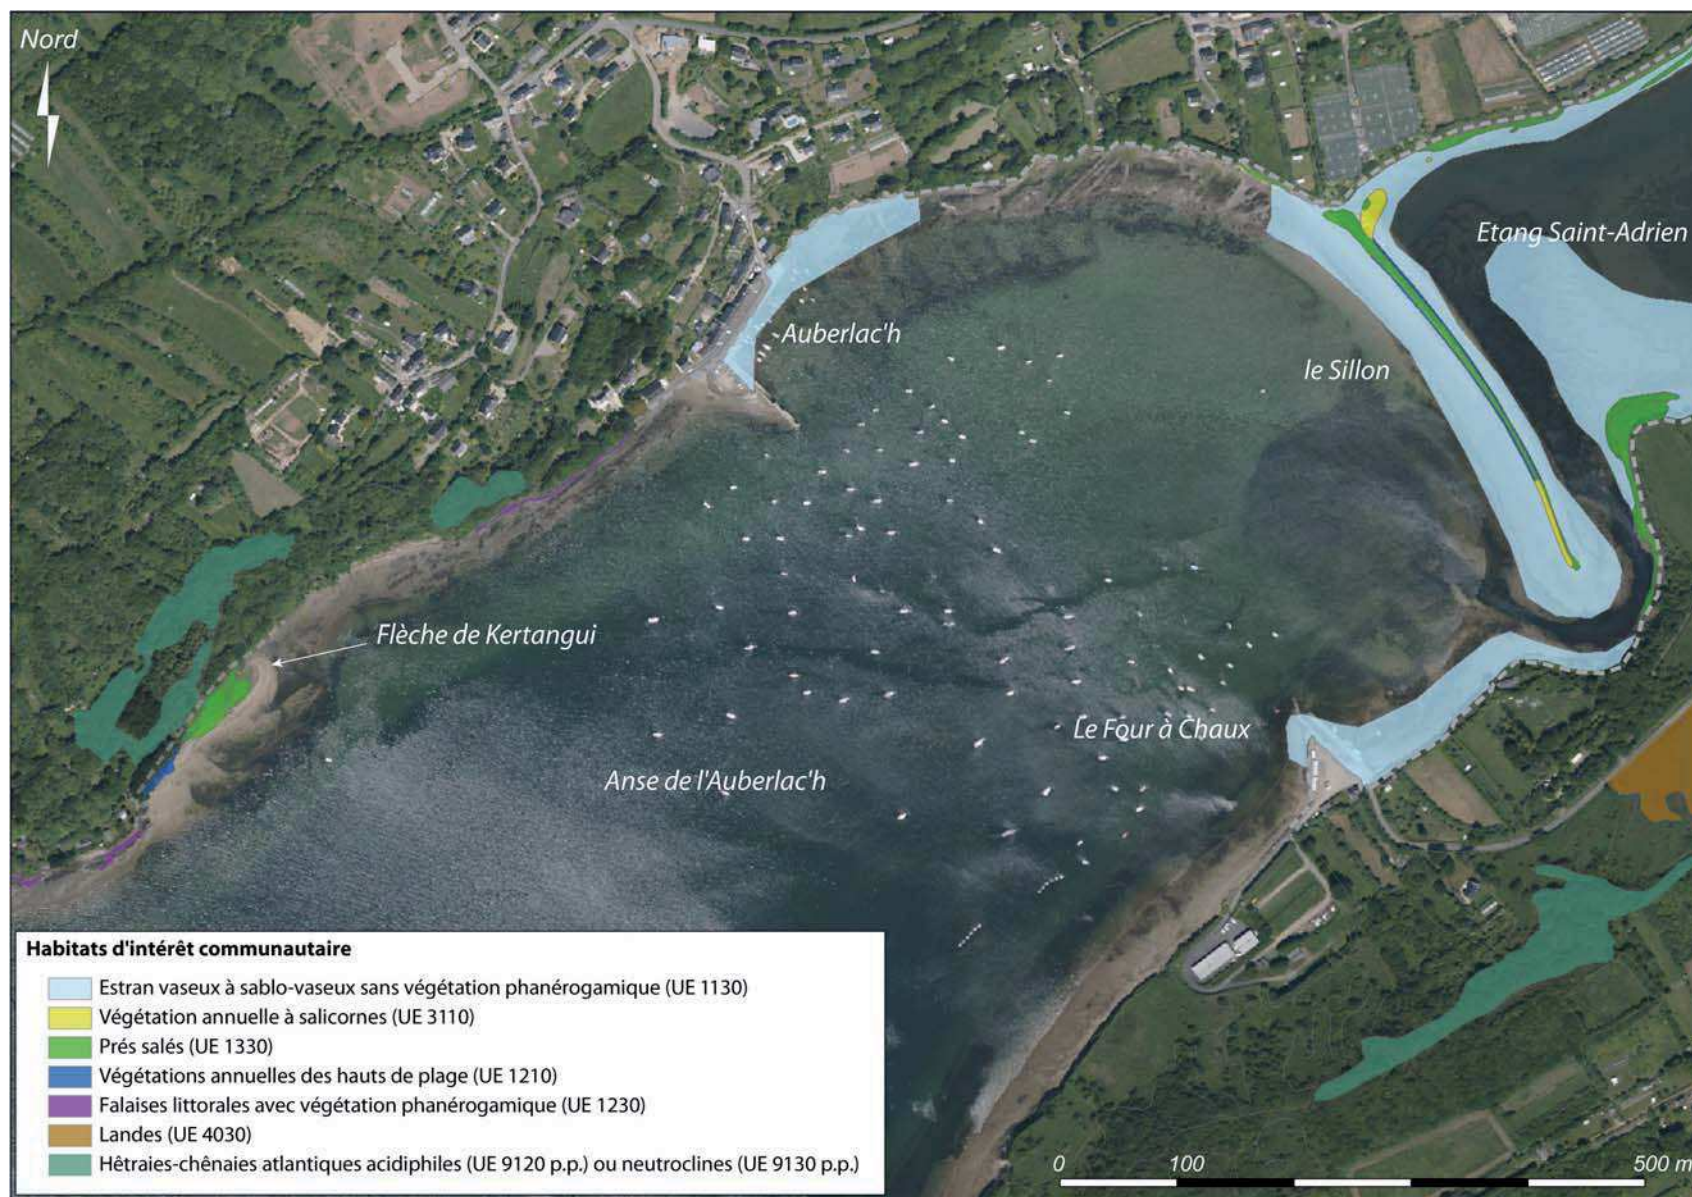 Nord
Etang Saint-Adrien
Auberlac'h
le Sillon
Flèche de Kertangui
Le Four à Chaux
Anse de l'Auberlac'h
Habitats d'intérêt communautaire
Estran vaseux à sablo-vaseux sans végétation phanérogamique (UE 1130)
Végétation annuelle à salicornes (UE 3110)
Prés salés (UE 1330)
Végétations annuelles des hauts de plage (UE 1210)
Falaises littorales avec végétation phanérogamique (UE 1230)
Landes (UE 4030)
Hêtraies-chênaies atlantiques acidiphiles (UE 9120 p.p.) ou neutroclines (UE 9130 p.p.)
0 100 500 m